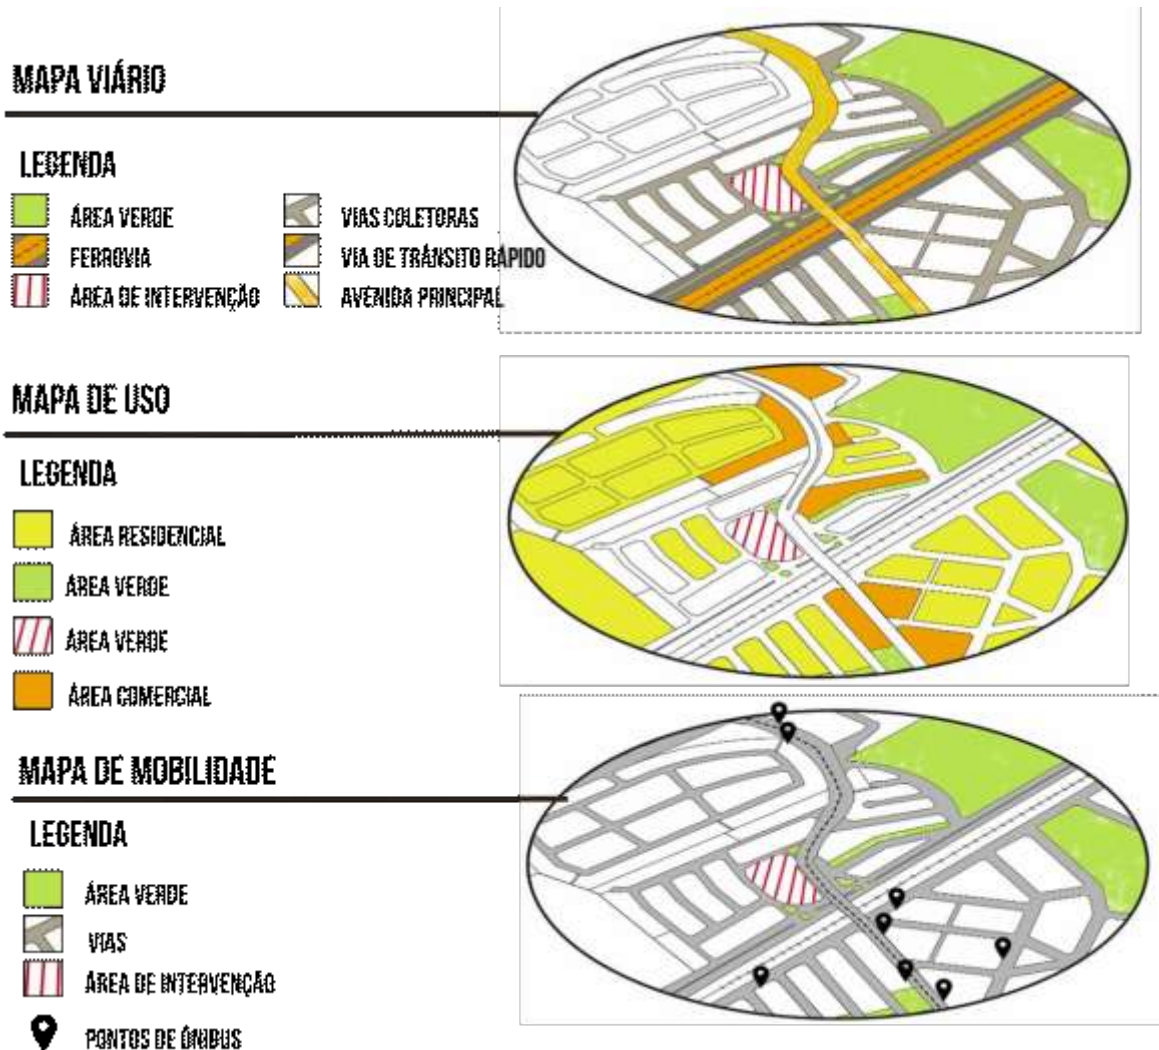 MAPA VIÁRIO
LEGENDA
ÁREA VERDE
FERROVIA
ÁREA DE INTERVENÇÃO
VIAS COLETORAS
VIA DE TRÂNSITO RÁPIDO
AVENIDA PRINCIPAL
MAPA DE USO
LEGENDA
ÁREA RESIDENCIAL
ÁREA VERDE
ÁREA VERDE
ÁREA COMERCIAL
MAPA DE MOBILIDADE
LEGENDA
ÁREA VERDE
VIAS
ÁREA DE INTERVENÇÃO
PONTOS DE ÔNIBUS